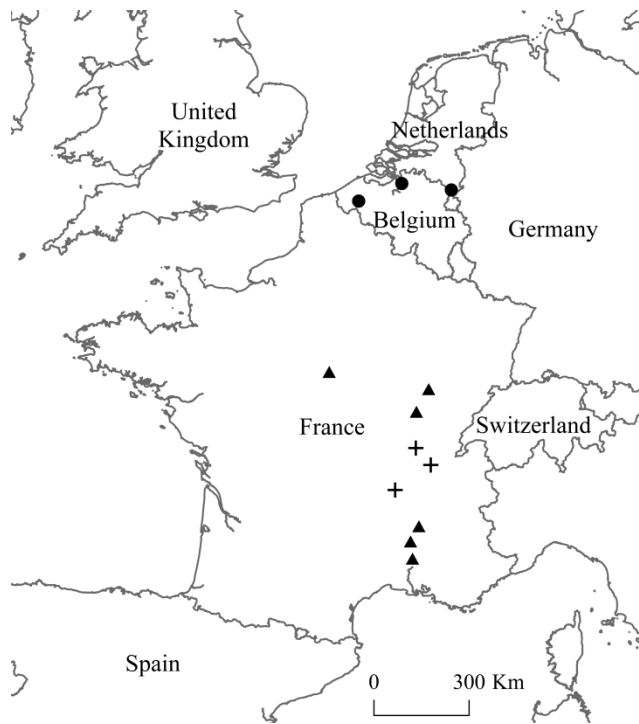 United
Kingdom
Netherlands
Belgium
Germany
France
Switzerland
Spain
0
300 Km